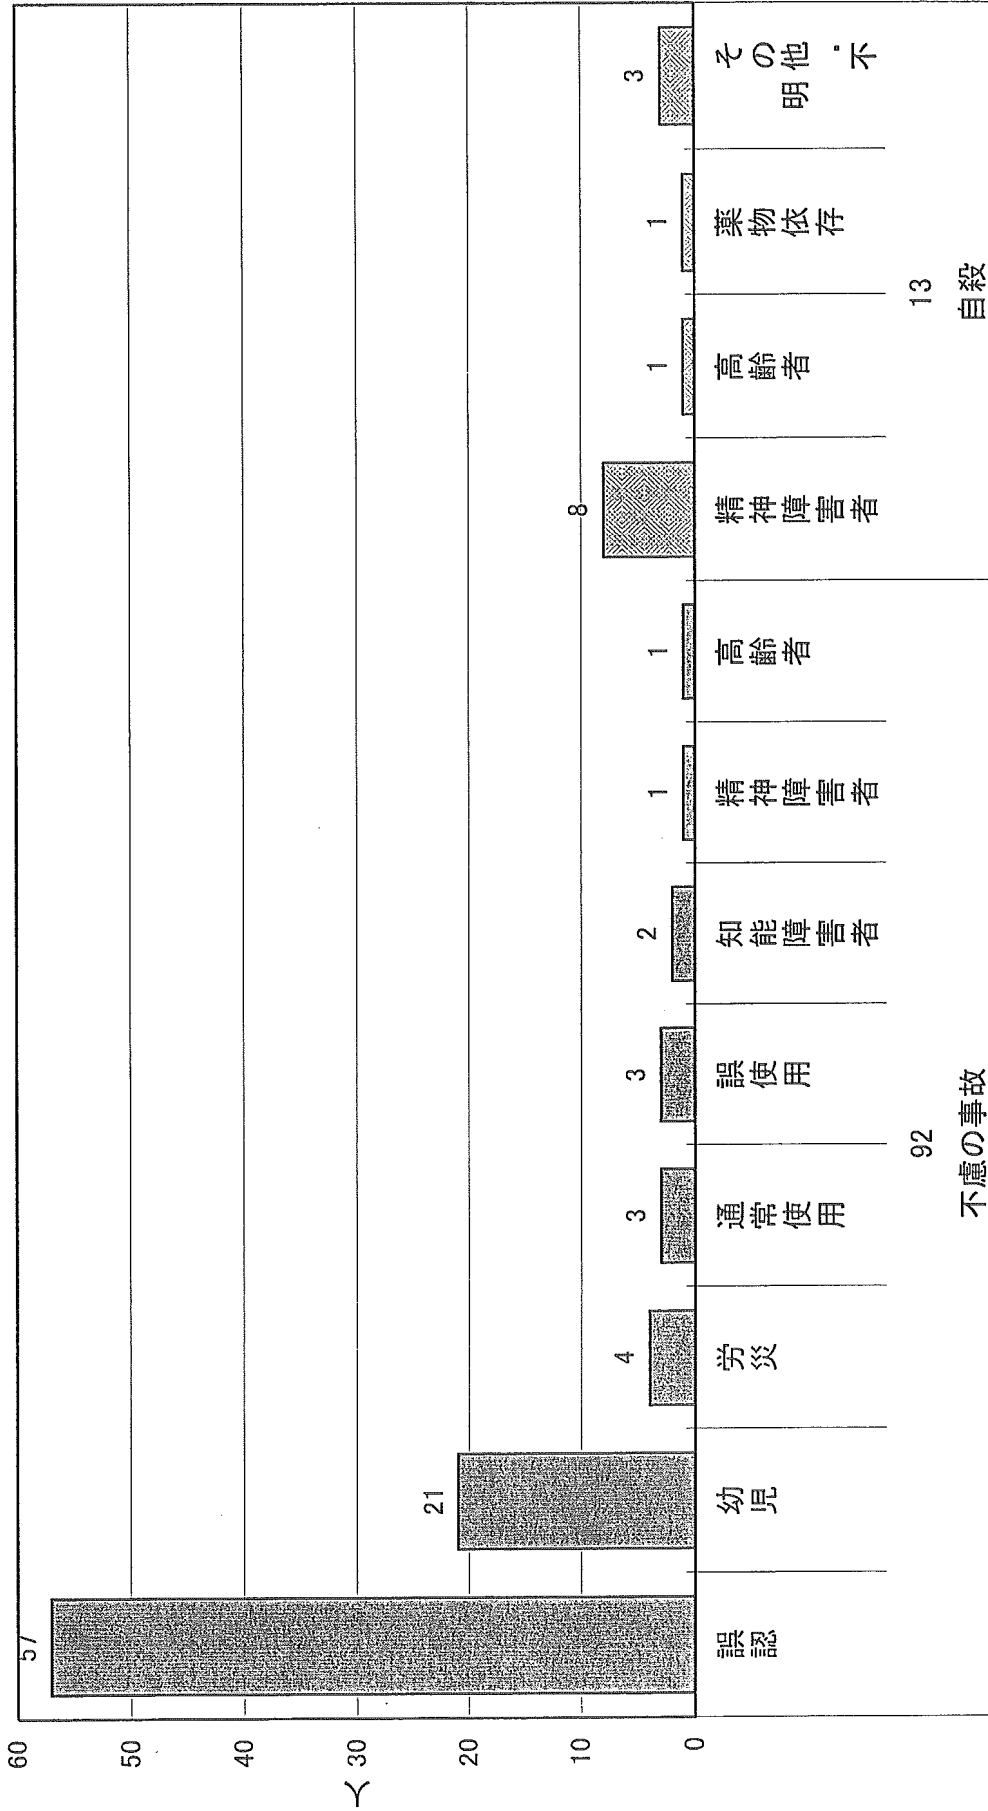 人
60
50
40
30
20
10
0
57
21
4
3
3
2
1
1
8
1
1
3
誤認
幼児
労災
通常使用
誤使用
知能障害者
精神障害者
高齢者
精神障害者
高齢者
薬物依存
その他・不明
92
不慮の事故
13
自殺